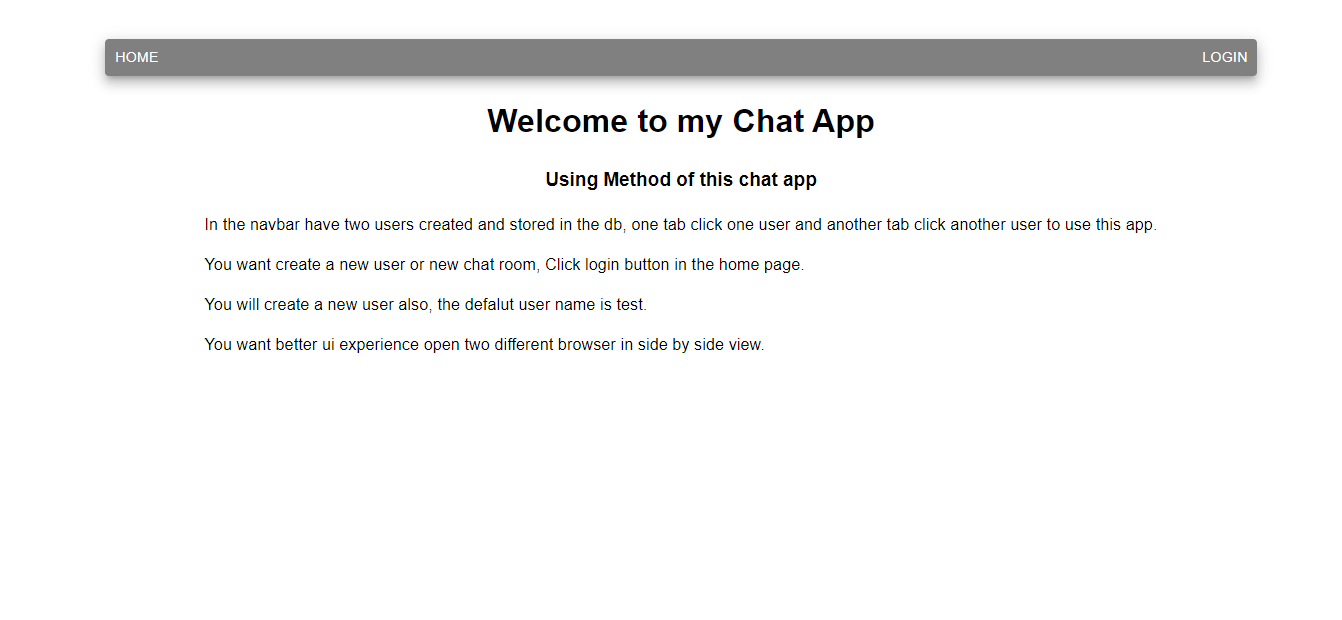 HOME LOGIN
Welcome to my Chat App
Using Method of this chat app
In the navbar have two users created and stored in the db, one tab click one user and another tab click another user to use this app.
You want create a new user or new chat room, Click login button in the home page.
You will create a new user also, the defalut user name is test.
You want better ui experience open two different browser in side by side view.